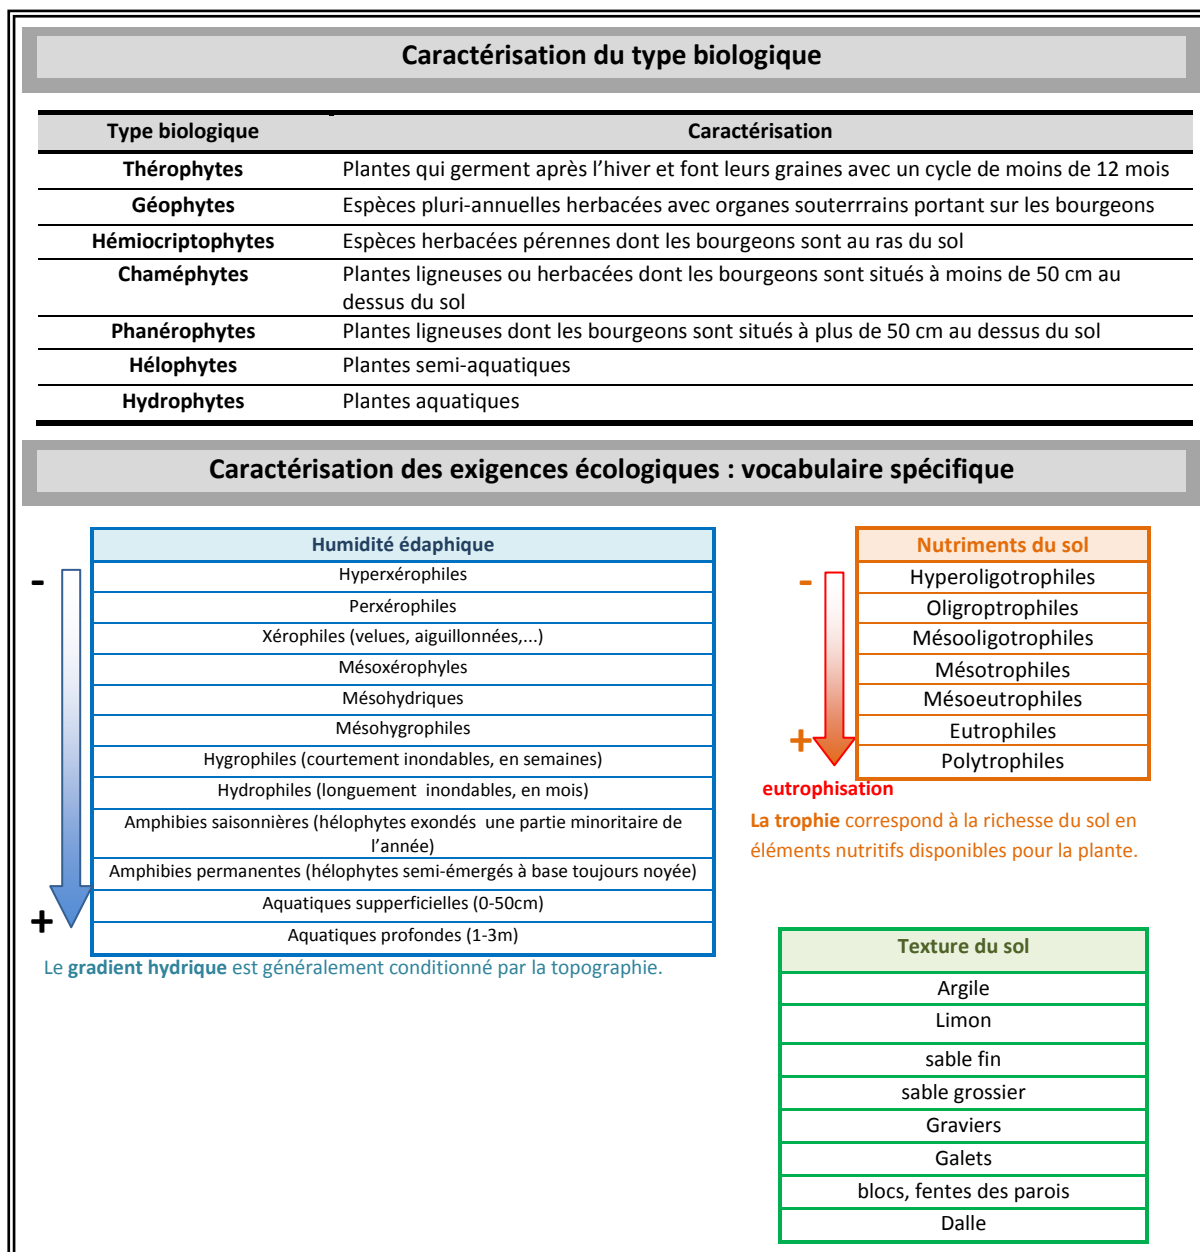 Caractérisation du type biologique
Type biologique Caractérisation
Thérophytes Plantes qui germent après l’hiver et font leurs graines avec un cycle de moins de 12 mois
Géophytes Espèces pluri-annuelles herbacées avec organes souterrrains portant sur les bourgeons
Hémiocriptophytes Espèces herbacées pérennes dont les bourgeons sont au ras du sol
Chaméphytes Plantes ligneuses ou herbacées dont les bourgeons sont situés à moins de 50 cm au
dessus du sol
Phanérophytes Plantes ligneuses dont les bourgeons sont situés à plus de 50 cm au dessus du sol
Hélophytes Plantes semi-aquatiques
Hydrophytes Plantes aquatiques
Caractérisation des exigences écologiques : vocabulaire spécifique
Humidité édaphique
-
Hyperxérophiles
Perxérophiles
Xérophiles (velues, aiguillonnées,...)
Mésoxérophyles
Mésohydriques
Mésohygrophiles
Hygrophiles (courtement inondables, en semaines)
Hydrophiles (longuement inondables, en mois)
Amphibies saisonnières (hélophytes exondés une partie minoritaire de
l’année)
Amphibies permanentes (hélophytes semi-émergés à base toujours noyée)
Aquatiques supperficielles (0-50cm)
+
Aquatiques profondes (1-3m)
Le gradient hydrique est généralement conditionné par la topographie.
Nutriments du sol
-
Hyperoligotrophiles
Oligroptrophiles
Mésooligotrophiles
Mésotrophiles
Mésoeutrophiles
+
Eutrophiles
Polytrophiles
eutrophisation
La trophie correspond à la richesse du sol en
éléments nutritifs disponibles pour la plante.
Texture du sol
Argile
Limon
sable fin
sable grossier
Graviers
Galets
blocs, fentes des parois
Dalle